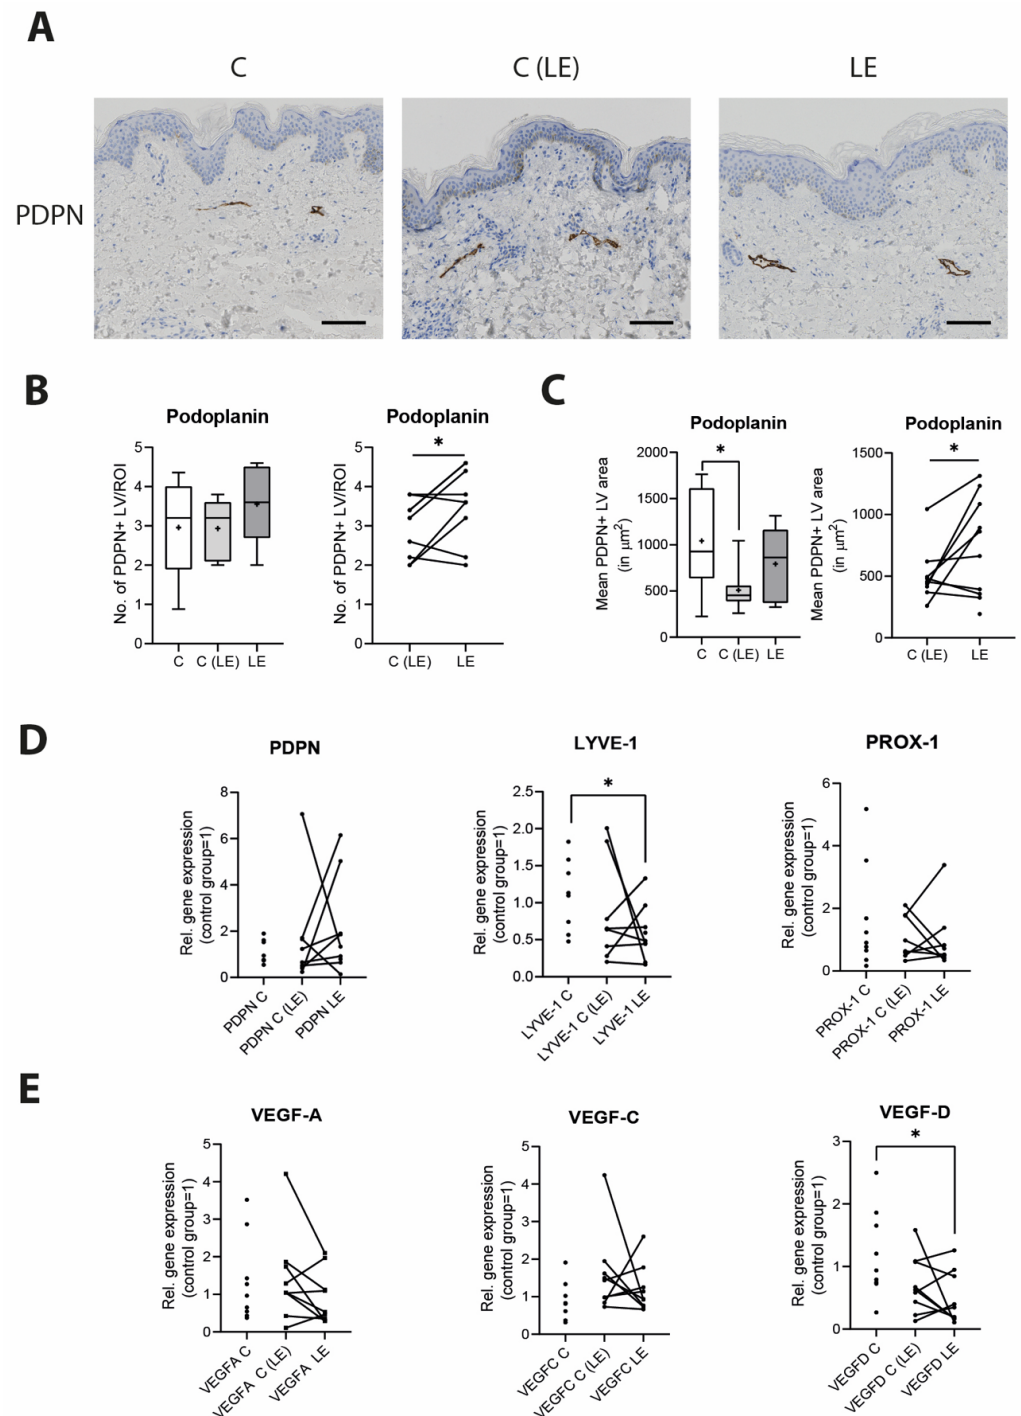 A
C
C (LE)
LE
PDPN
B
Podoplanin
No. of PDPN+ LV/ROI
5
4
3
2
1
0
C C (LE) LE
Podoplanin
*
No. of PDPN+ LV/ROI
5
4
3
2
1
0
C (LE) LE
C
Podoplanin
*
Mean PDPN+ LV area
(in µm²)
2000
1500
1000
500
0
C C (LE) LE
Podoplanin
*
Mean PDPN+ LV area
(in µm²)
1500
1000
500
0
C (LE) LE
D
PDPN
Rel. gene expression
(control group=1)
8
6
4
2
0
PDPN C
PDPN C (LE)
PDPN LE
LYVE-1
*
Rel. gene expression
(control group=1)
2.5
2.0
1.5
1.0
0.5
0.0
LYVE-1 C
LYVE-1 C (LE)
LYVE-1 LE
PROX-1
Rel. gene expression
(control group=1)
6
4
2
0
PROX-1 C
PROX-1 C (LE)
PROX-1 LE
E
VEGF-A
Rel. gene expression
(control group=1)
5
4
3
2
1
0
VEGFA C
VEGFA C (LE)
VEGFA LE
VEGF-C
Rel. gene expression
(control group=1)
5
4
3
2
1
0
VEGFC C
VEGFC C (LE)
VEGFC LE
VEGF-D
*
Rel. gene expression
(control group=1)
3
2
1
0
VEGFD C
VEGFD C (LE)
VEGFD LE